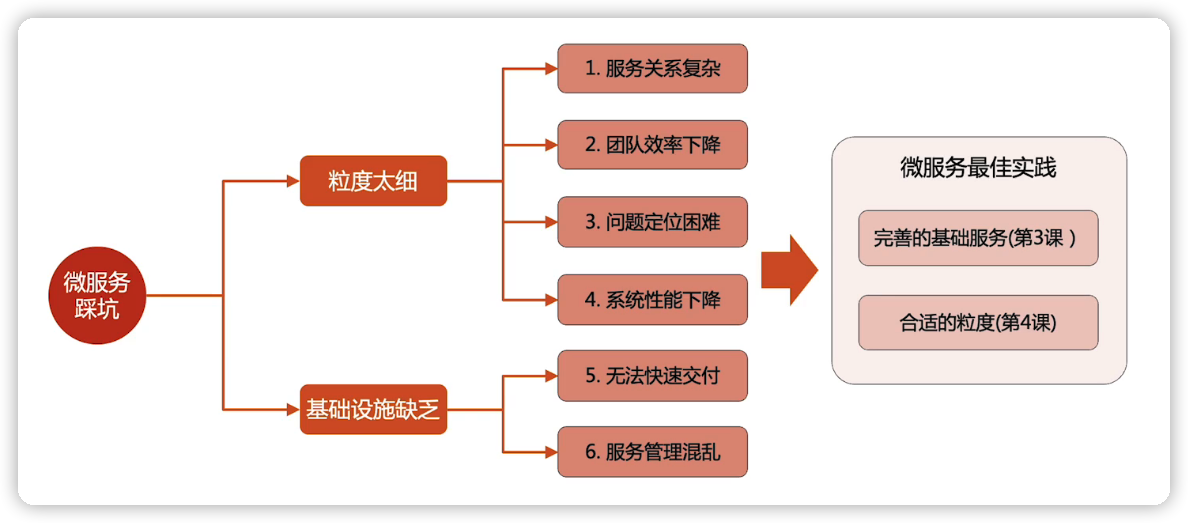 微服务
踩坑
粒度太细
1. 服务关系复杂
2. 团队效率下降
3. 问题定位困难
4. 系统性能下降
基础设施缺乏
5. 无法快速交付
6. 服务管理混乱
微服务最佳实践
完善的基础服务(第3课 )
合适的粒度(第4课)